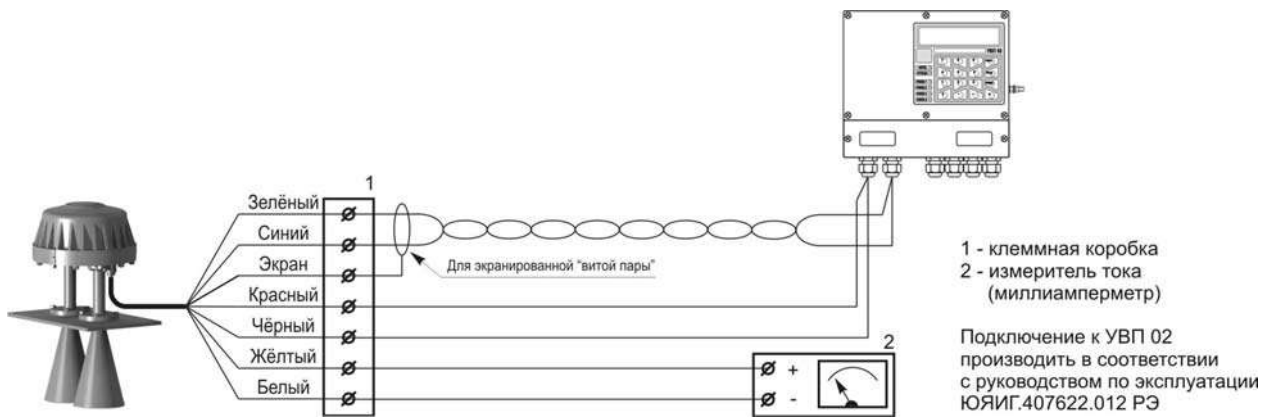 1
Зелёный
Синий
Экран
Красный
Чёрный
Жёлтый
Белый
Для экранированной “витой пары”
2
+
-
1 - клеммная коробка
2 - измеритель тока
(миллиамперметр)
Подключение к УВП 02
производить в соответствии
с руководством по эксплуатации
ЮЯИГ.407622.012 РЭ